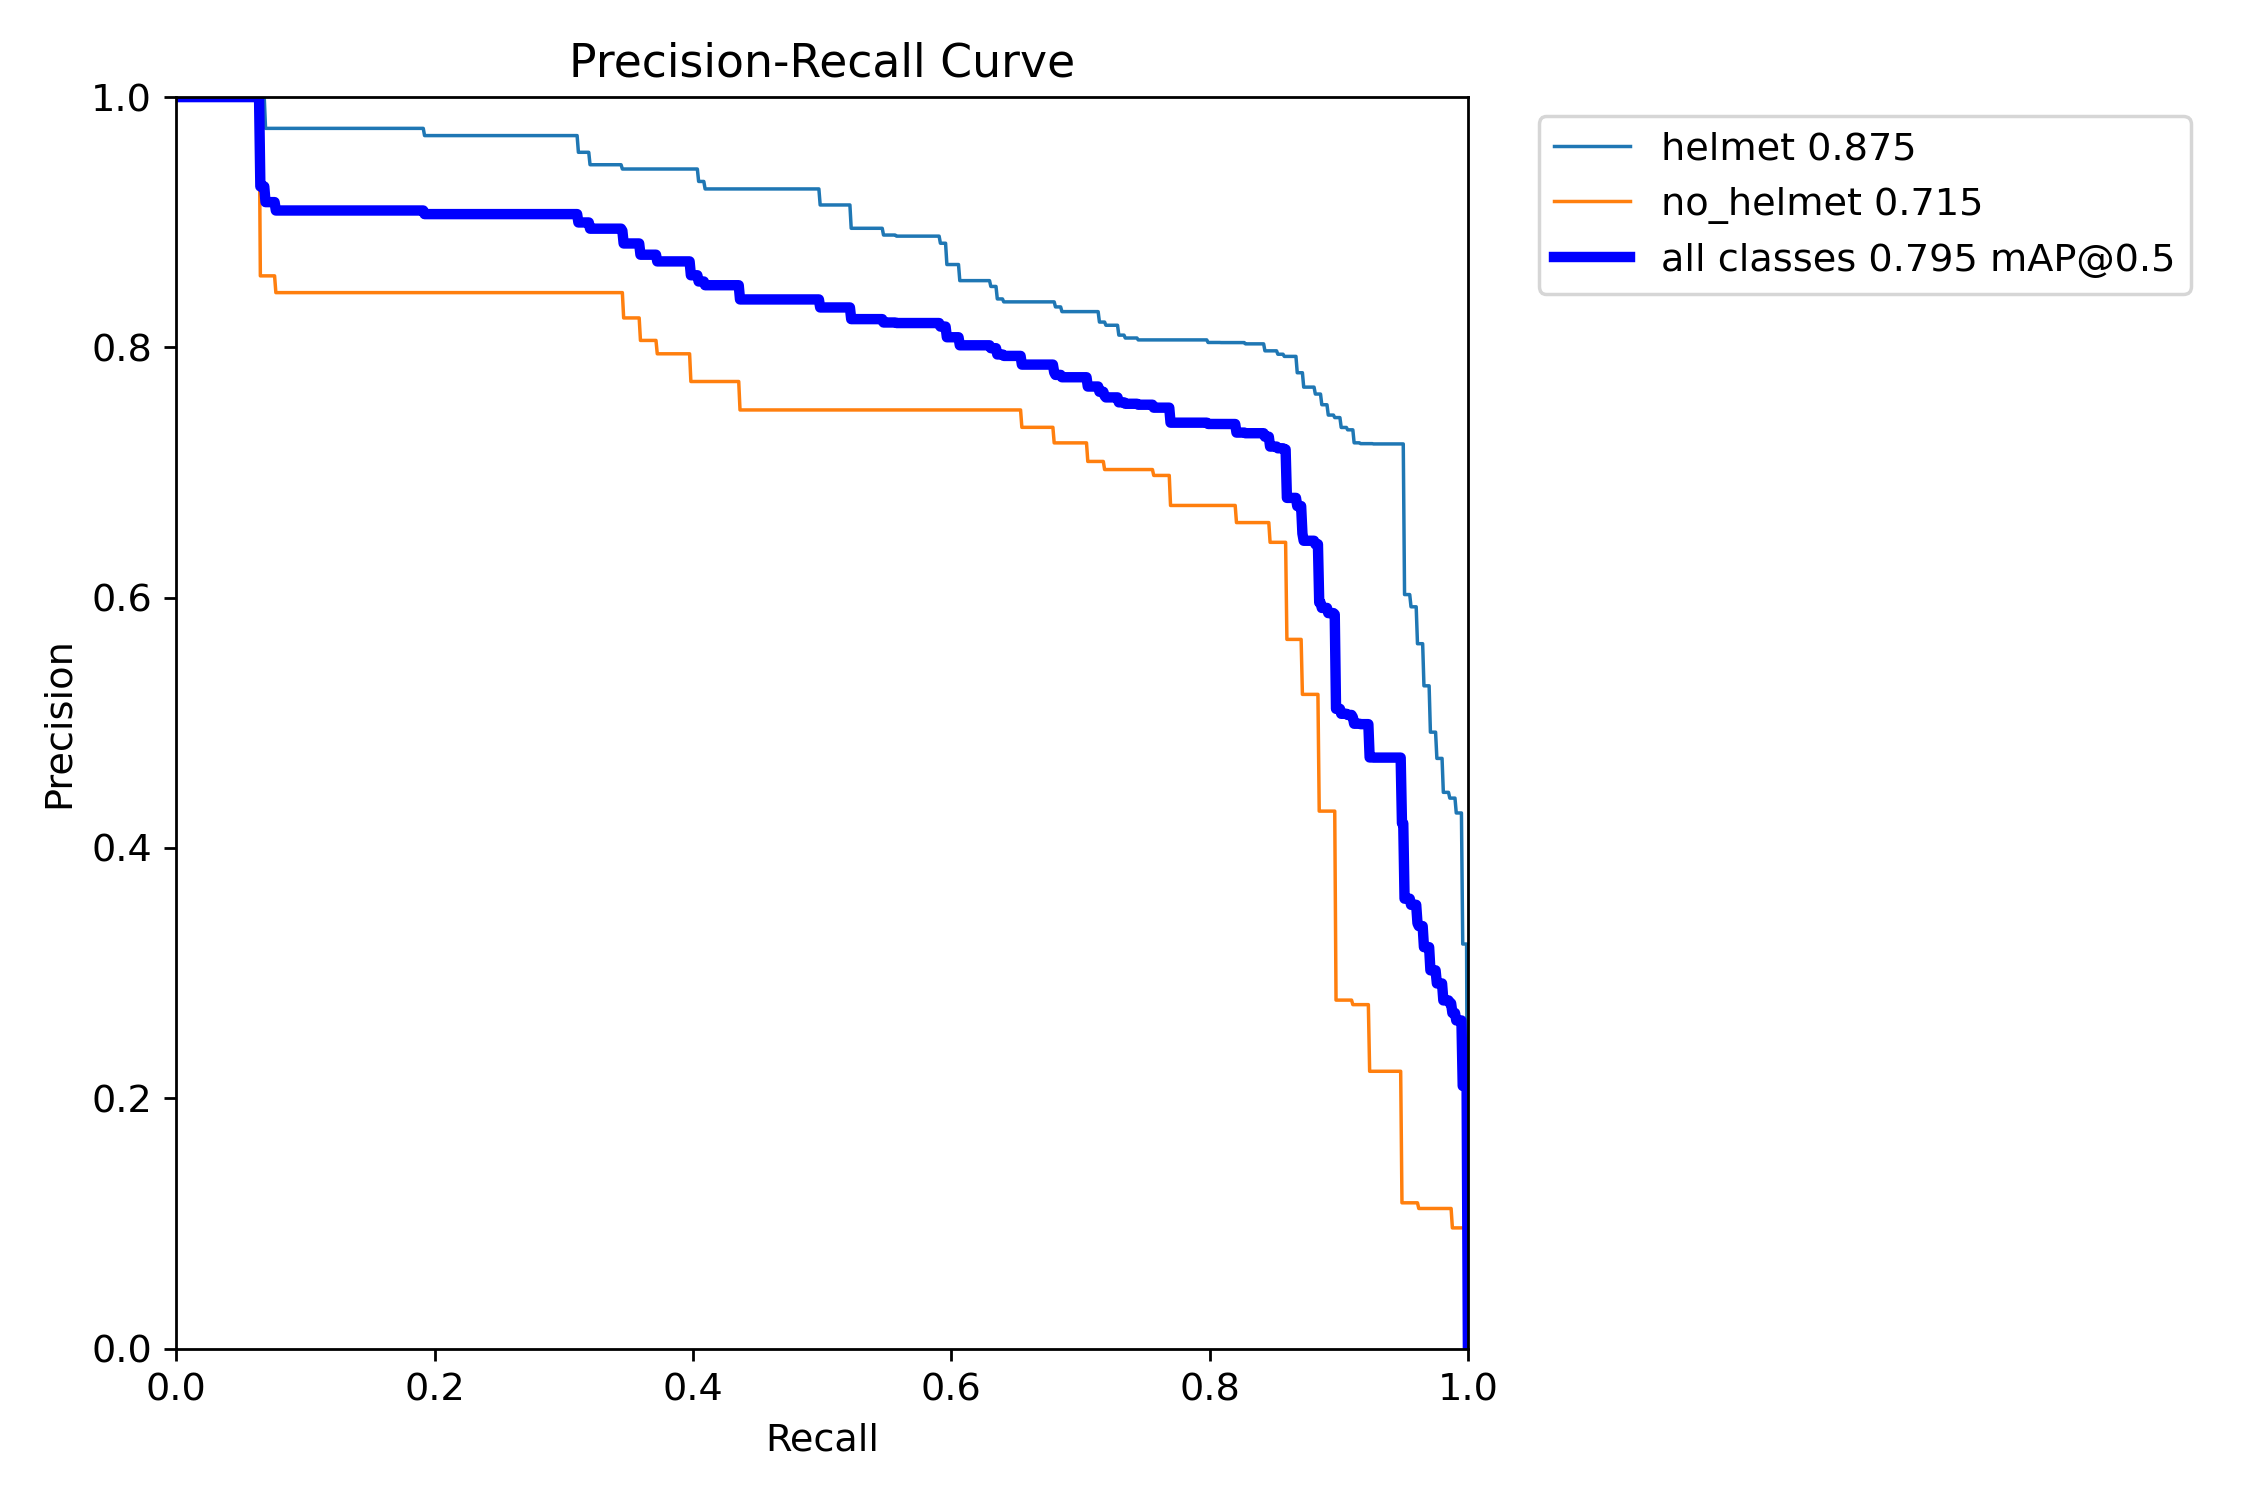 Precision-Recall Curve
1.0
0.8
0.6
0.4
0.2
0.0
Precision
0.0 0.2 0.4 0.6 0.8 1.0
Recall
helmet 0.875
no_helmet 0.715
all classes 0.795 mAP@0.5